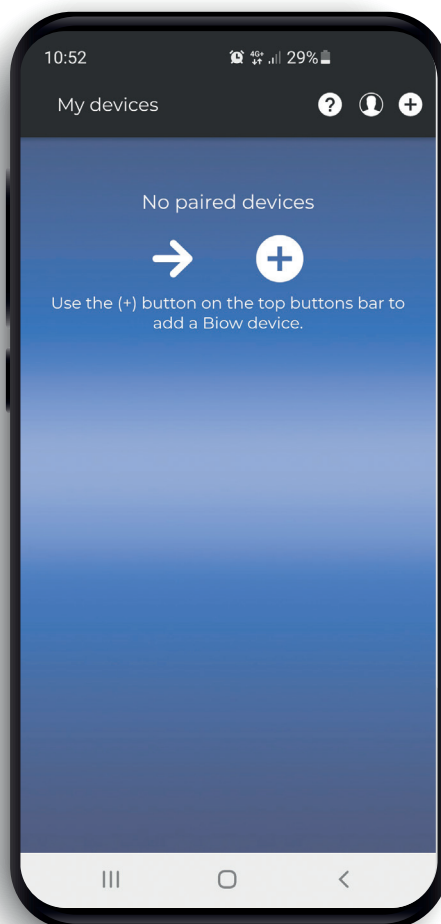 10:52
4G+ 29%
My devices
No paired devices
Use the (+) button on the top buttons bar to
add a Biow device.